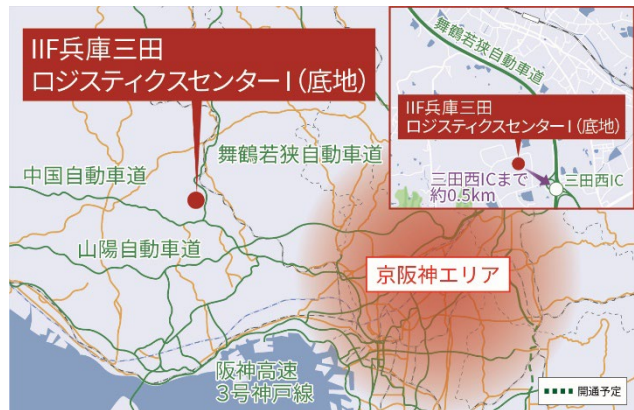 IIF兵庫三田
ロジスティクスセンターI（底地）
舞鶴若狭自動車道
中国自動車道
山陽自動車道
京阪神エリア
阪神高速
3号神戸線
舞鶴若狭自動車道
IIF兵庫三田
ロジスティクスセンターI（底地）
三田西ICまで
約0.5km
三田西IC
開通予定